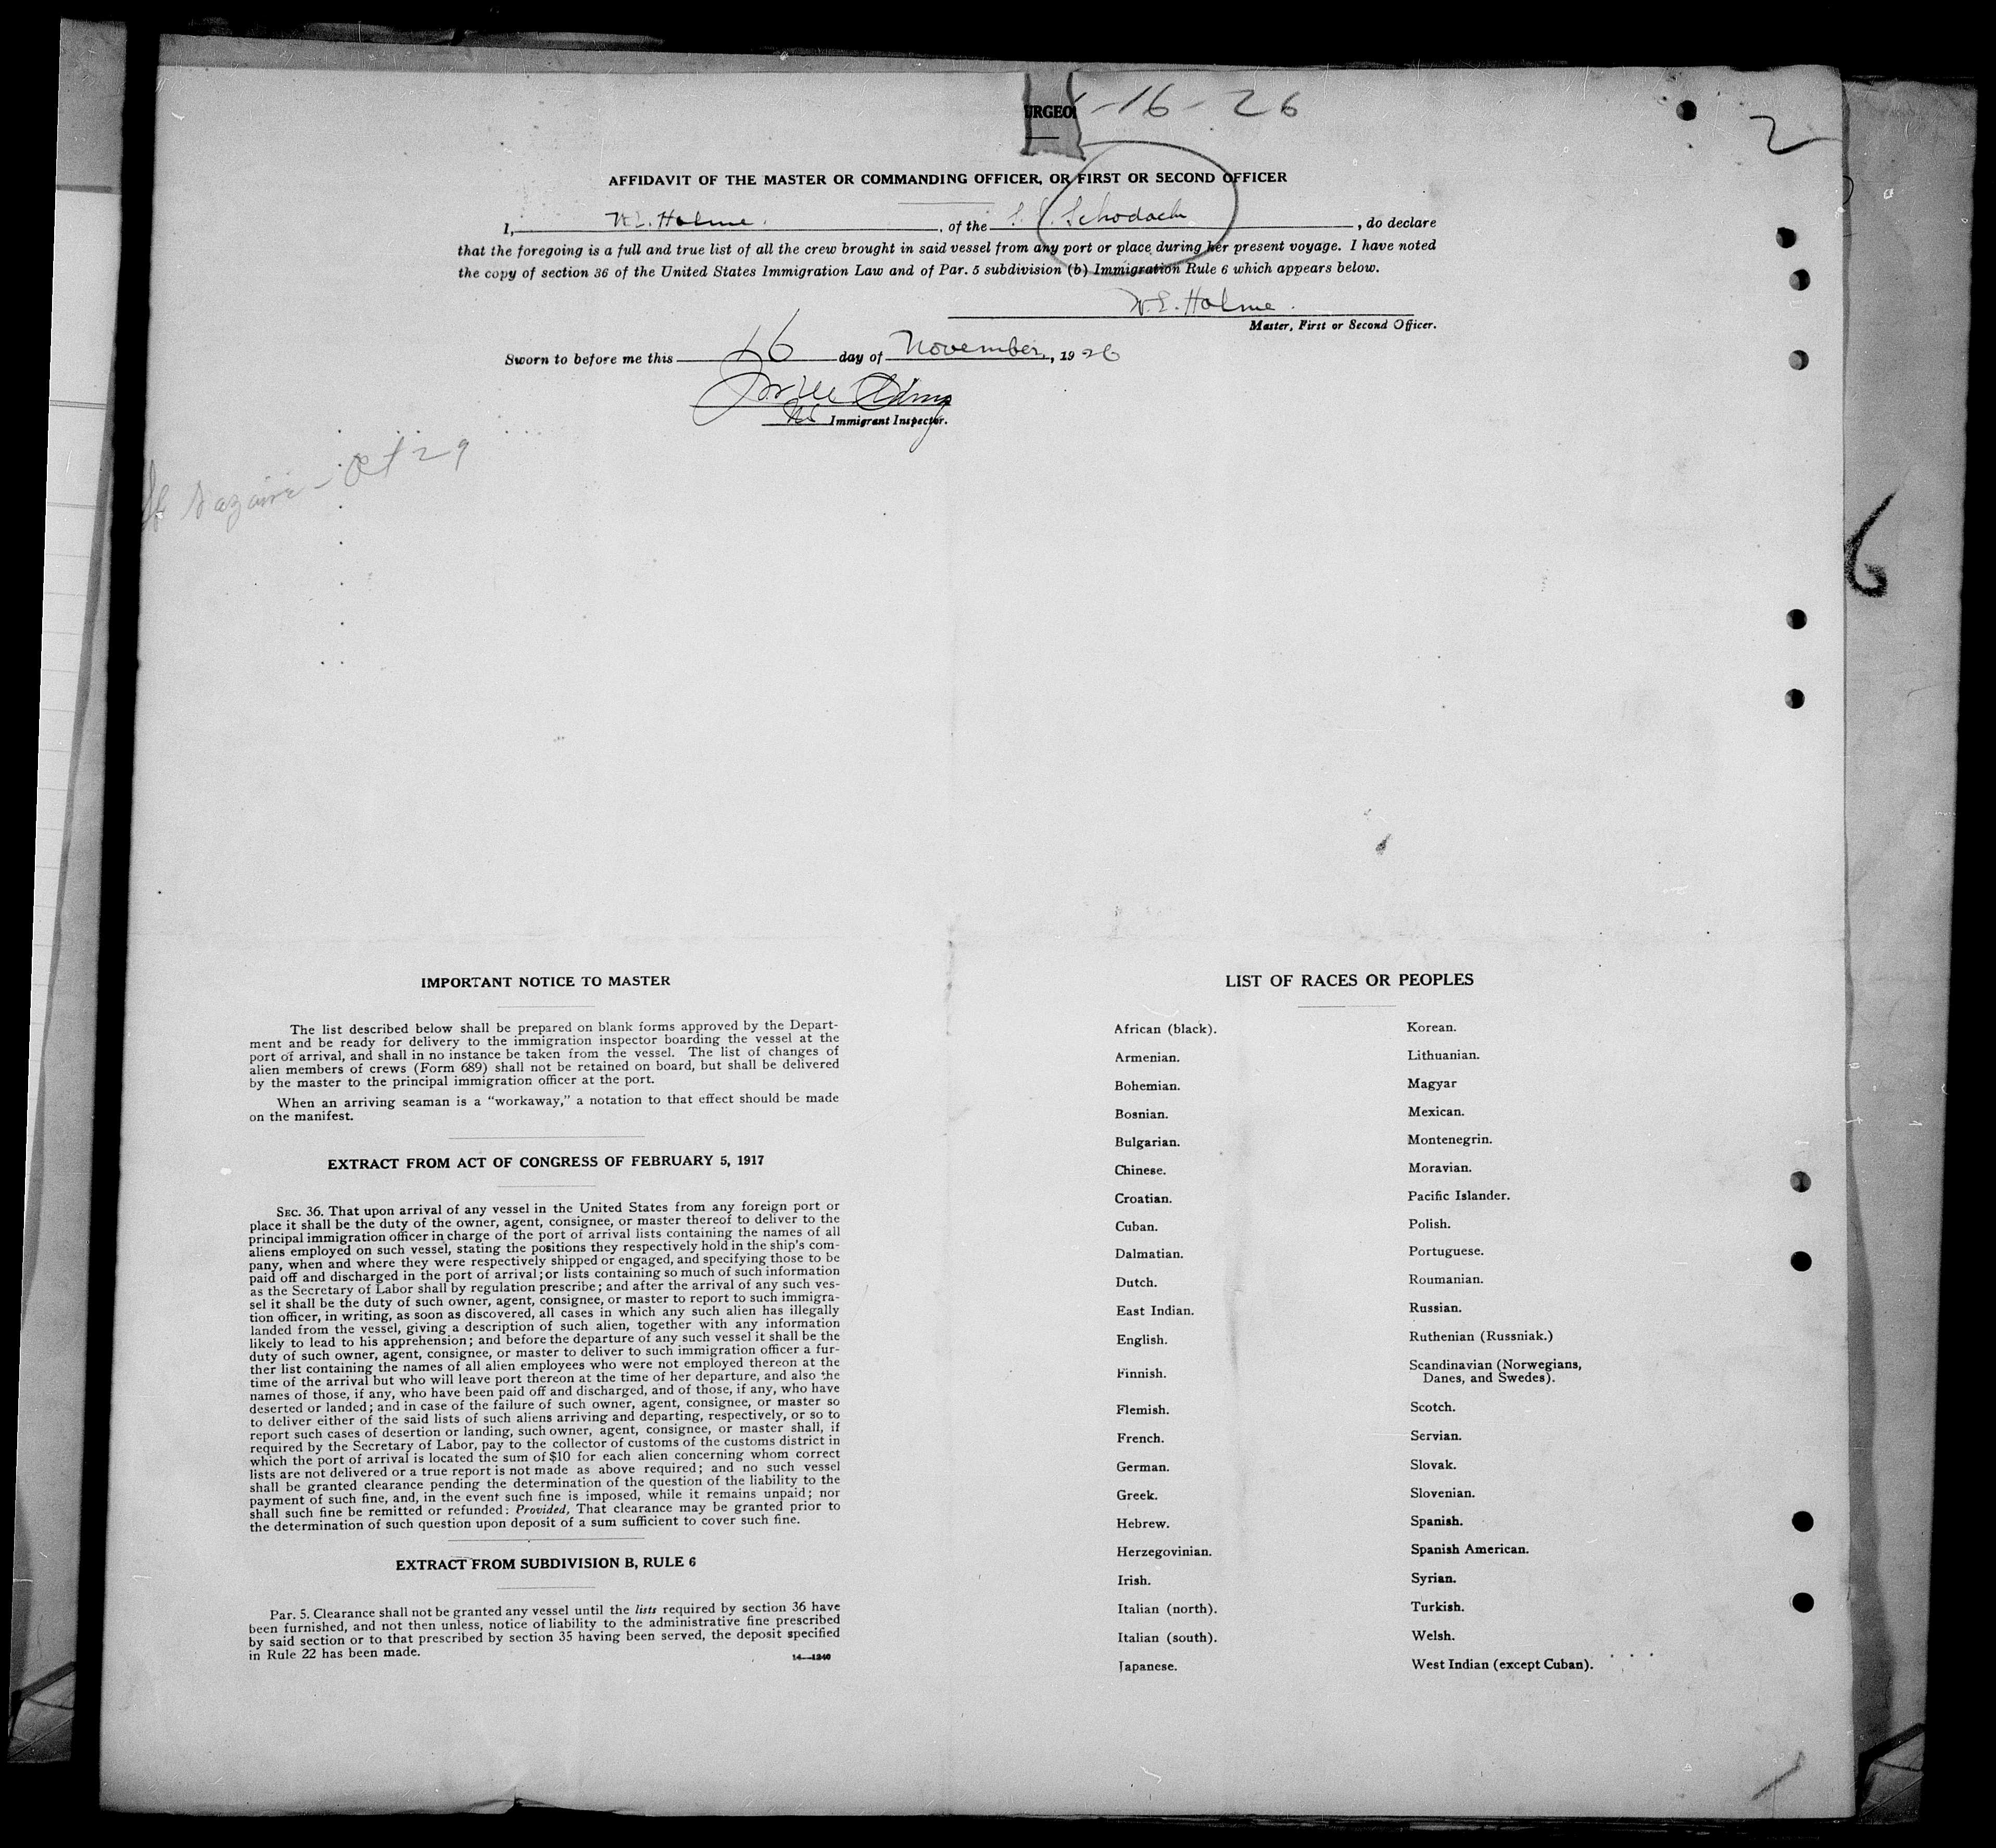 URGEO
-16-26
2
AFFIDAVIT OF THE MASTER OR COMMANDING OFFICER, OR FIRST OR SECOND OFFICER
I, W.E. Holme. , of the S.S. Schodack , do declare
that the foregoing is a full and true list of all the crew brought in said vessel from any port or place during her present voyage. I have noted
the copy of section 36 of the United States Immigration Law and of Par. 5 subdivision (b) Immigration Rule 6 which appears below.
W.E. Holme.
Master, First or Second Officer.
Sworn to before me this 16 day of November, 1926
Immigrant Inspector.
St Nazaire - Oct 29
6
IMPORTANT NOTICE TO MASTER
The list described below shall be prepared on blank forms approved by the Depart-
ment and be ready for delivery to the immigration inspector boarding the vessel at the
port of arrival, and shall in no instance be taken from the vessel. The list of changes of
alien members of crews (Form 689) shall not be retained on board, but shall be delivered
by the master to the principal immigration officer at the port.
When an arriving seaman is a "workaway," a notation to that effect should be made
on the manifest.
EXTRACT FROM ACT OF CONGRESS OF FEBRUARY 5, 1917
SEC. 36. That upon arrival of any vessel in the United States from any foreign port or
place it shall be the duty of the owner, agent, consignee, or master thereof to deliver to the
principal immigration officer in charge of the port of arrival lists containing the names of all
aliens employed on such vessel, stating the positions they respectively hold in the ship's com-
pany, when and where they were respectively shipped or engaged, and specifying those to be
paid off and discharged in the port of arrival; or lists containing so much of such information
as the Secretary of Labor shall by regulation prescribe; and after the arrival of any such ves-
sel it shall be the duty of such owner, agent, consignee, or master to report to such immigra-
tion officer, in writing, as soon as discovered, all cases in which any such alien has illegally
landed from the vessel, giving a description of such alien, together with any information
likely to lead to his apprehension; and before the departure of any such vessel it shall be the
duty of such owner, agent, consignee, or master to deliver to such immigration officer a fur-
ther list containing the names of all alien employees who were not employed thereon at the
time of the arrival but who will leave port thereon at the time of her departure, and also the
names of those, if any, who have been paid off and discharged, and of those, if any, who have
deserted or landed; and in case of the failure of such owner, agent, consignee, or master so
to deliver either of the said lists of such aliens arriving and departing, respectively, or so to
report such cases of desertion or landing, such owner, agent, consignee, or master shall, if
required by the Secretary of Labor, pay to the collector of customs of the customs district in
which the port of arrival is located the sum of $10 for each alien concerning whom correct
lists are not delivered or a true report is not made as above required; and no such vessel
shall be granted clearance pending the determination of the question of the liability to the
payment of such fine, and, in the event such fine is imposed, while it remains unpaid; nor
shall such fine be remitted or refunded: Provided, That clearance may be granted prior to
the determination of such question upon deposit of a sum sufficient to cover such fine.
EXTRACT FROM SUBDIVISION B, RULE 6
Par. 5. Clearance shall not be granted any vessel until the lists required by section 36 have
been furnished, and not then unless, notice of liability to the administrative fine prescribed
by said section or to that prescribed by section 35 having been served, the deposit specified
in Rule 22 has been made.
14—1240
LIST OF RACES OR PEOPLES
African (black).
Armenian.
Bohemian.
Bosnian.
Bulgarian.
Chinese.
Croatian.
Cuban.
Dalmatian.
Dutch.
East Indian.
English.
Finnish.
Flemish.
French.
German.
Greek.
Hebrew.
Herzegovinian.
Irish.
Italian (north).
Italian (south).
Japanese.
Korean.
Lithuanian.
Magyar
Mexican.
Montenegrin.
Moravian.
Pacific Islander.
Polish.
Portuguese.
Roumanian.
Russian.
Ruthenian (Russniak.)
Scandinavian (Norwegians,
Danes, and Swedes).
Scotch.
Servian.
Slovak.
Slovenian.
Spanish.
Spanish American.
Syrian.
Turkish.
Welsh.
West Indian (except Cuban).